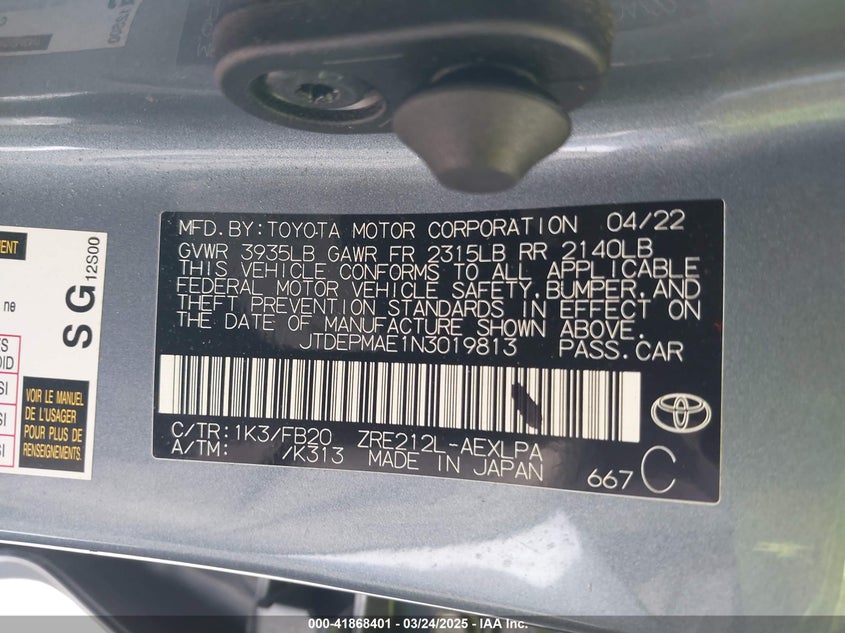 MFD. BY: TOYOTA MOTOR CORPORATION 04/22
GVWR 3935LB GAWR FR 2315LB RR 2140LB
THIS VEHICLE CONFORMS TO ALL APPLICABLE
FEDERAL MOTOR VEHICLE SAFETY, BUMPER, AND
THEFT PREVENTION STANDARDS IN EFFECT ON
THE DATE OF MANUFACTURE SHOWN ABOVE.
JTDEPMAE1N3019813 PASS.CAR
C/TR: 1K3/FB20 ZRE212L-AEXLPA
A/TM: /K313 MADE IN JAPAN
667 C
SG
12S00
ne
VOIR LE MANUEL
DE L'USAGER
POUR PLUS DE
RENSEIGNEMENTS.
000-41868401 - 03/24/2025 - IAA Inc.